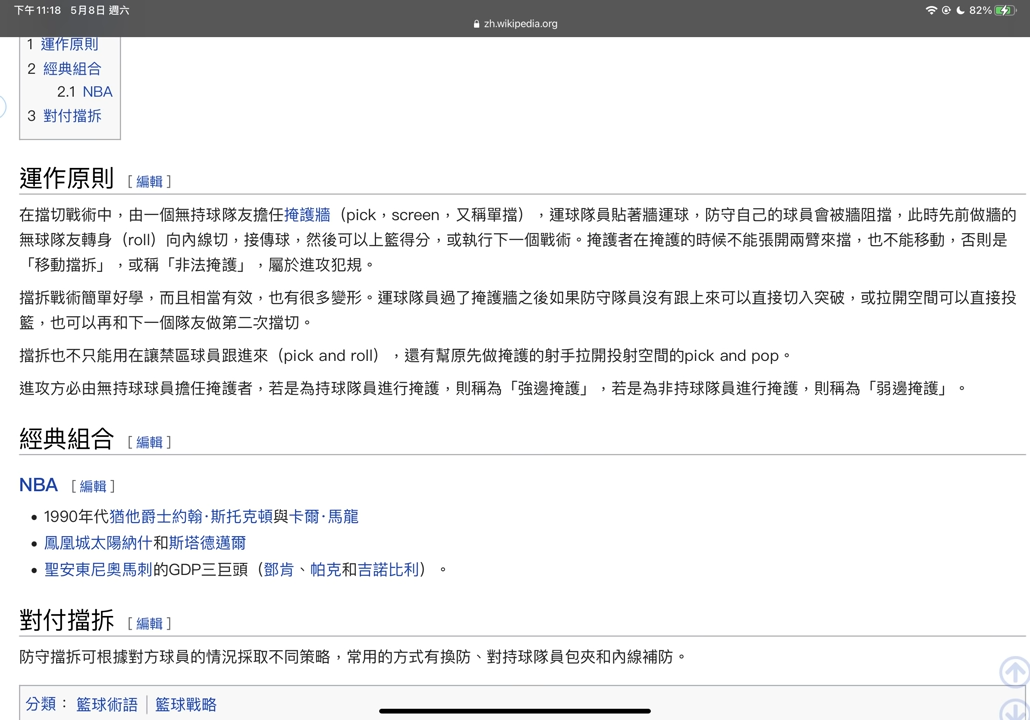 下午11:18 5月8日 週六
82%
zh.wikipedia.org
1 運作原則
2 經典組合
2.1 NBA
3 對付擋拆
運作原則 [編輯]
在擋切戰術中，由一個無持球隊友擔任掩護牆（pick，screen，又稱單擋），運球隊員貼著牆運球，防守自己的球員會被牆阻擋，此時先前做牆的
無球隊友轉身（roll）向內線切，接傳球，然後可以上籃得分，或執行下一個戰術。掩護者在掩護的時候不能張開兩臂來擋，也不能移動，否則是
「移動擋拆」，或稱「非法掩護」，屬於進攻犯規。
擋拆戰術簡單好學，而且相當有效，也有很多變形。運球隊員過了掩護牆之後如果防守隊員沒有跟上來可以直接切入突破，或拉開空間可以直接投
籃，也可以再和下一個隊友做第二次擋切。
擋拆也不只能用在讓禁區球員跟進來（pick and roll），還有幫原先做掩護的射手拉開投射空間的pick and pop。
進攻方必由無持球球員擔任掩護者，若是為持球隊員進行掩護，則稱為「強邊掩護」，若是為非持球隊員進行掩護，則稱為「弱邊掩護」。
經典組合 [編輯]
NBA [編輯]
• 1990年代猶他爵士約翰·斯托克頓與卡爾·馬龍
• 鳳凰城太陽納什和斯塔德邁爾
• 聖安東尼奧馬刺的GDP三巨頭（鄧肯、帕克和吉諾比利）。
對付擋拆 [編輯]
防守擋拆可根據對方球員的情況採取不同策略，常用的方式有換防、對持球隊員包夾和內線補防。
分類： 籃球術語 | 籃球戰略